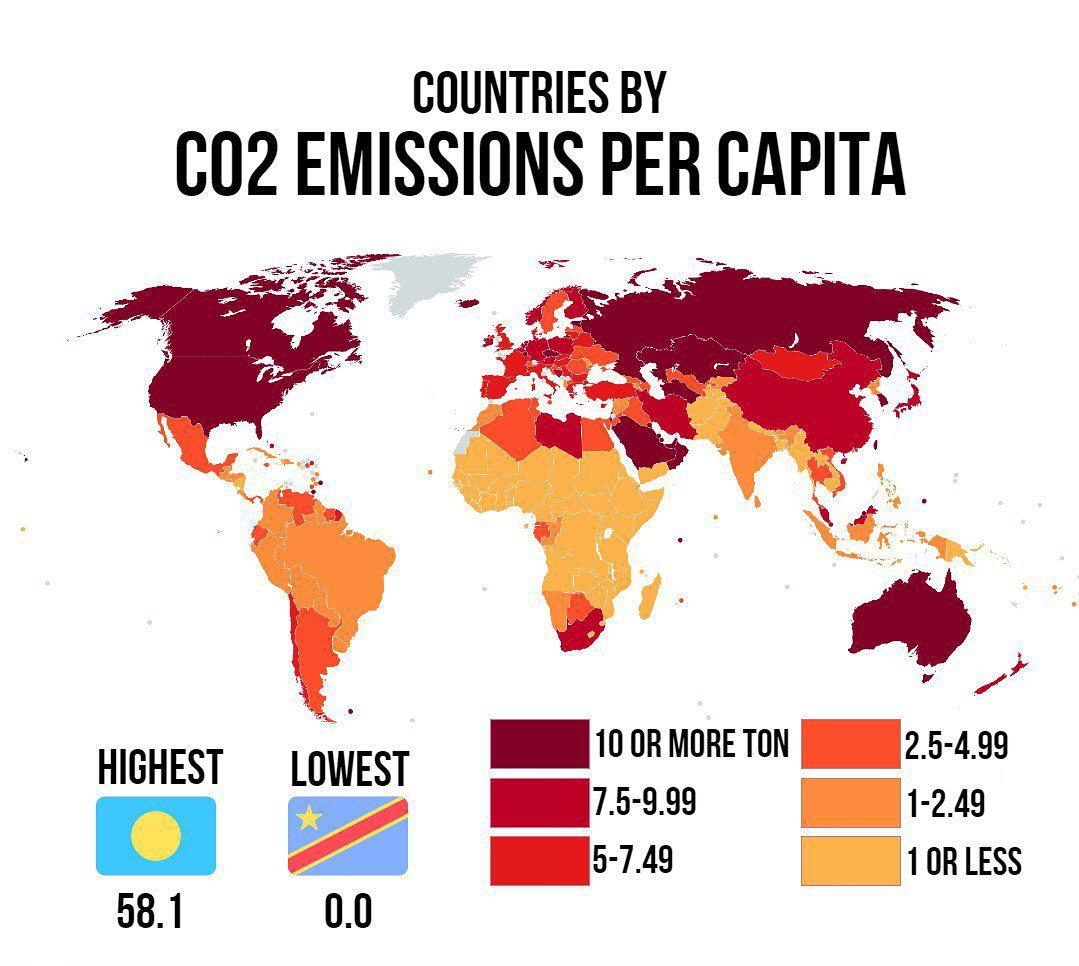 COUNTRIES BY
CO2 EMISSIONS PER CAPITA
HIGHEST
LOWEST
58.1
0.0
10 OR MORE TON
7.5-9.99
5-7.49
2.5-4.99
1-2.49
1 OR LESS